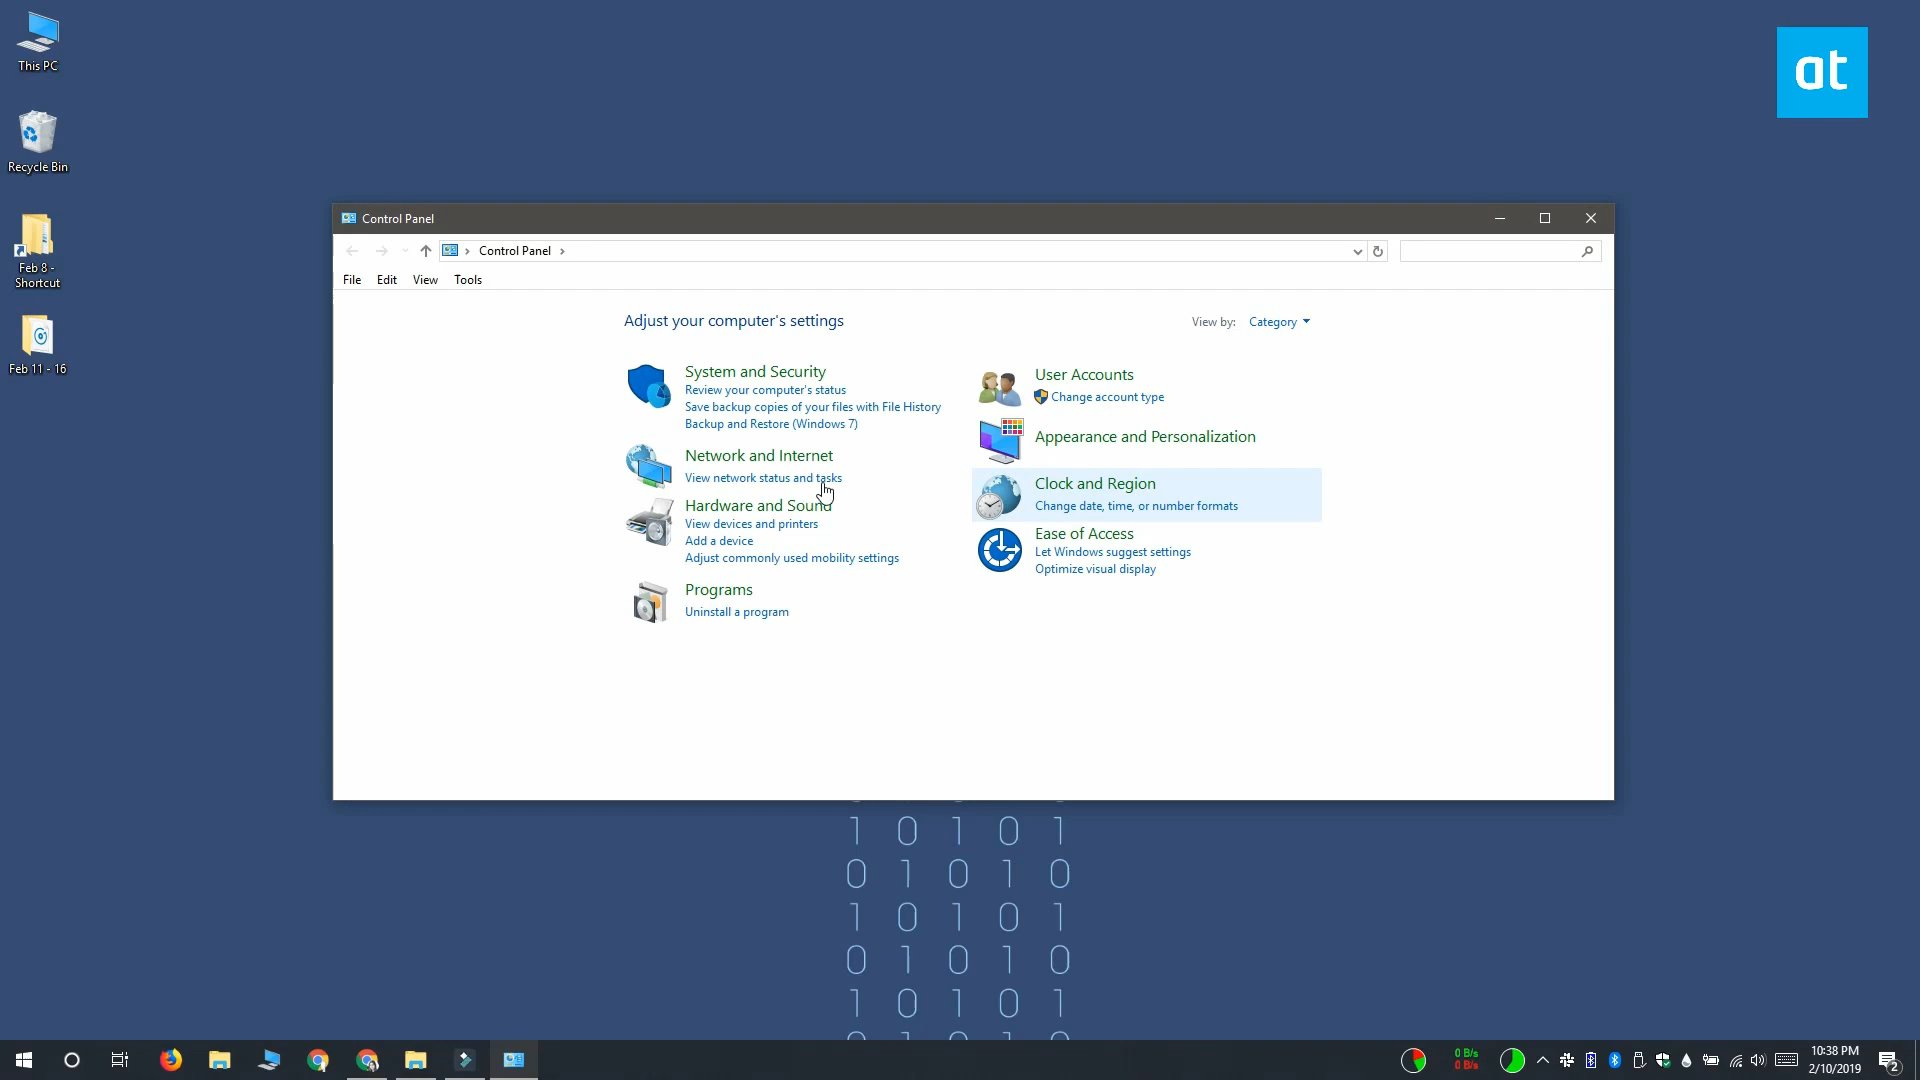 This PC
Recycle Bin
Feb 8 -
Shortcut
Feb 11 - 16
at
Control Panel
Control Panel
File Edit View Tools
Adjust your computer's settings
View by: Category
System and Security
Review your computer's status
Save backup copies of your files with File History
Backup and Restore (Windows 7)
Network and Internet
View network status and tasks
Hardware and Sound
View devices and printers
Add a device
Adjust commonly used mobility settings
Programs
Uninstall a program
User Accounts
Change account type
Appearance and Personalization
Clock and Region
Change date, time, or number formats
Ease of Access
Let Windows suggest settings
Optimize visual display
1 0 1 0 1
0 1 0 1 0
1 0 1 0 1
0 1 0 1 0
1 0 1 0 1
0 B/s
0 B/s
10:38 PM
2/10/2019
2